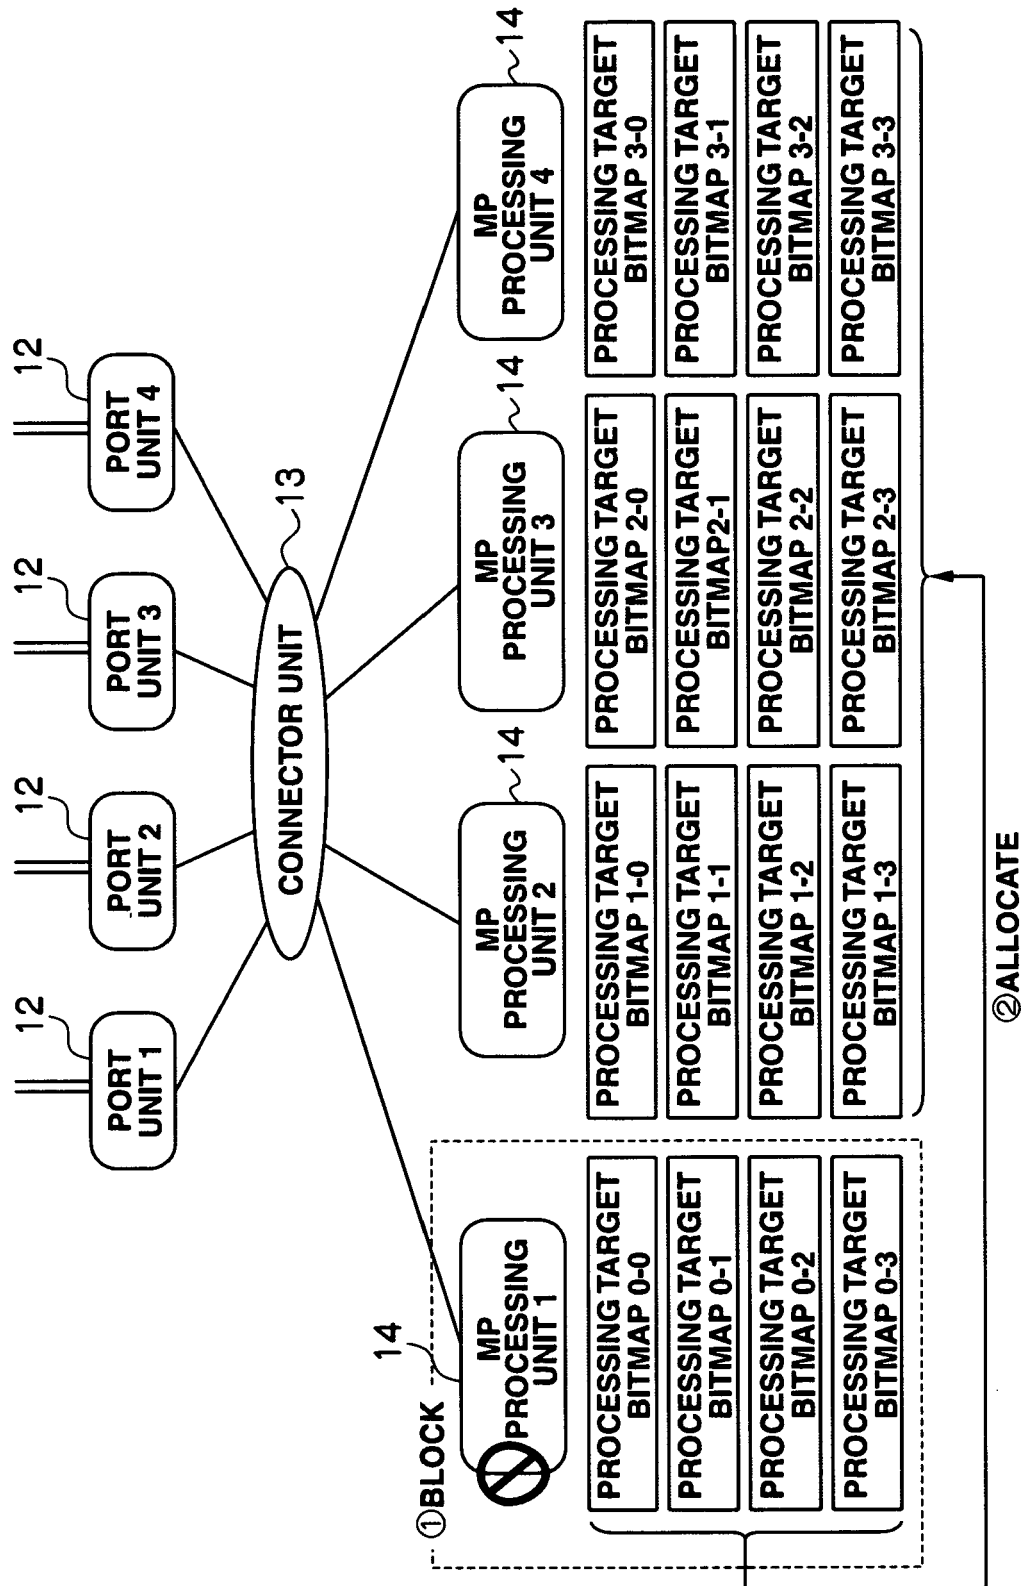 12
PORT
UNIT 1
12
PORT
UNIT 2
12
PORT
UNIT 3
12
PORT
UNIT 4
CONNECTOR UNIT
13
①BLOCK
14
MP
PROCESSING
UNIT 1
14
MP
PROCESSING
UNIT 2
14
MP
PROCESSING
UNIT 3
14
MP
PROCESSING
UNIT 4
PROCESSING TARGET
BITMAP 0-0
PROCESSING TARGET
BITMAP 0-1
PROCESSING TARGET
BITMAP 0-2
PROCESSING TARGET
BITMAP 0-3
PROCESSING TARGET
BITMAP 1-0
PROCESSING TARGET
BITMAP 1-1
PROCESSING TARGET
BITMAP 1-2
PROCESSING TARGET
BITMAP 1-3
PROCESSING TARGET
BITMAP 2-0
PROCESSING TARGET
BITMAP2-1
PROCESSING TARGET
BITMAP 2-2
PROCESSING TARGET
BITMAP 2-3
PROCESSING TARGET
BITMAP 3-0
PROCESSING TARGET
BITMAP 3-1
PROCESSING TARGET
BITMAP 3-2
PROCESSING TARGET
BITMAP 3-3
②ALLOCATE